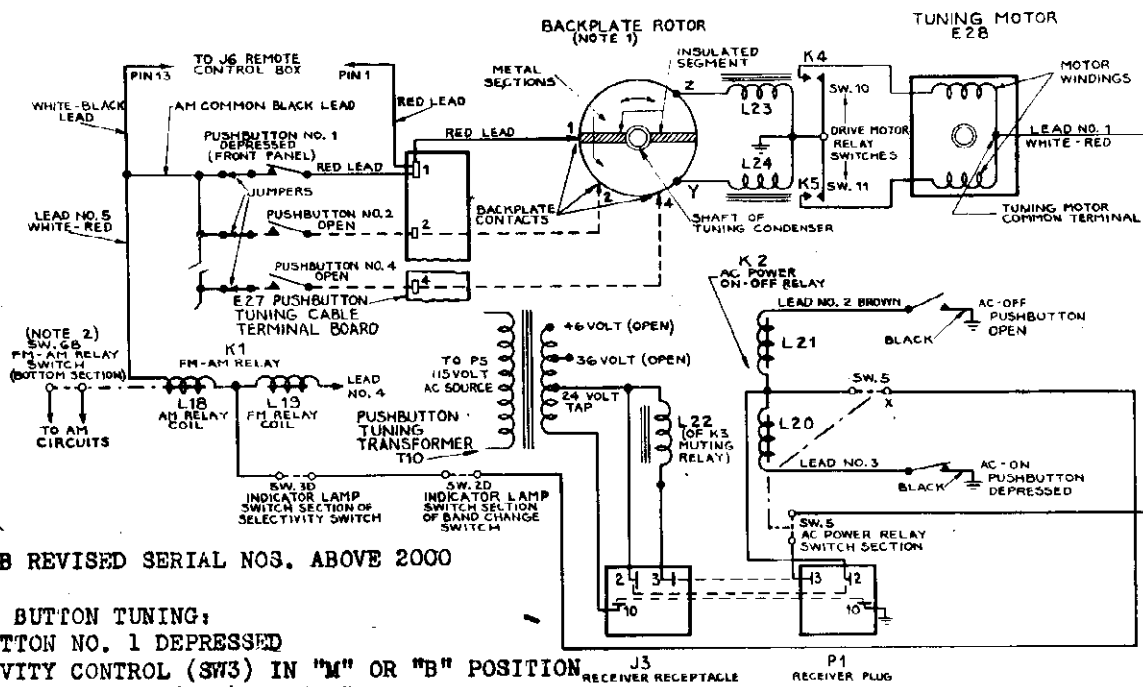 BACKPLATE ROTOR
(NOTE 1)
TUNING MOTOR
E28
TO J6 REMOTE
CONTROL BOX
PIN 13
PIN 1
METAL
SECTIONS
INSULATED
SEGMENT
K4
MOTOR
WINDINGS
WHITE-BLACK
LEAD
AM COMMON BLACK LEAD
RED LEAD
Z
SW. 10
L23
PUSHBUTTON NO. 1
DEPRESSED
(FRONT PANEL)
RED LEAD
1
RED LEAD
1
DRIVE MOTOR
RELAY
SWITCHES
LEAD NO. 1
WHITE-RED
L24
K5
SW. 11
JUMPERS
LEAD NO. 5
WHITE-RED
PUSHBUTTON NO. 2
OPEN
2
BACKPLATE
CONTACTS
2
4
Y
SHAFT OF
TUNING CONDENSER
TUNING MOTOR
COMMON TERMINAL
PUSHBUTTON NO. 4
OPEN
4
E27 PUSHBUTTON
TUNING CABLE
TERMINAL BOARD
K2
AC POWER
ON-OFF RELAY
LEAD NO. 2 BROWN
AC-OFF
PUSHBUTTON
OPEN
BLACK
L21
(NOTE 2)
SW. 6B
FM-AM RELAY
SWITCH
(BOTTOM SECTION)
K1
FM-AM RELAY
46 VOLT (OPEN)
36 VOLT (OPEN)
TO P5
115 VOLT
AC SOURCE
24 VOLT
TAP
LEAD
NO. 4
L18
AM RELAY
COIL
L19
FM RELAY
COIL
TO AM
CIRCUITS
PUSHBUTTON
TUNING
TRANSFORMER
T10
L22
(OF K3
MUTING
RELAY)
SW. 5
X
L20
LEAD NO. 3
BLACK
AC-ON
PUSHBUTTON
DEPRESSED
SW. 3D
INDICATOR LAMP
SWITCH SECTION OF
SELECTIVITY SWITCH
SW. 2D
INDICATOR LAMP
SWITCH SECTION
OF BAND CHANGE
SWITCH
SW. 5
AC POWER RELAY
SWITCH SECTION
B REVISED SERIAL NOS. ABOVE 2000
2
3
10
3
2
10
BUTTON TUNING:
TTON NO. 1 DEPRESSED
VITY CONTROL (SW3) IN "M" OR "B" POSITION
J3
RECEIVER RECEPTACLE
P1
RECEIVER PLUG